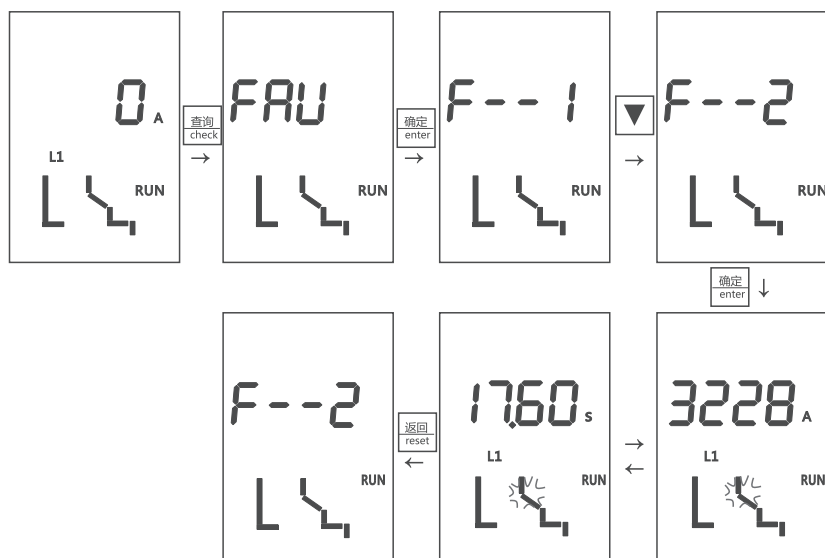 0 A
L1
RUN
查询
check
→
FAU
RUN
确定
enter
→
F--1
RUN
▼
→
F--2
RUN
确定
enter
↓
3228 A
L1
RUN
→
←
17.60 s
L1
RUN
返回
reset
←
F--2
RUN